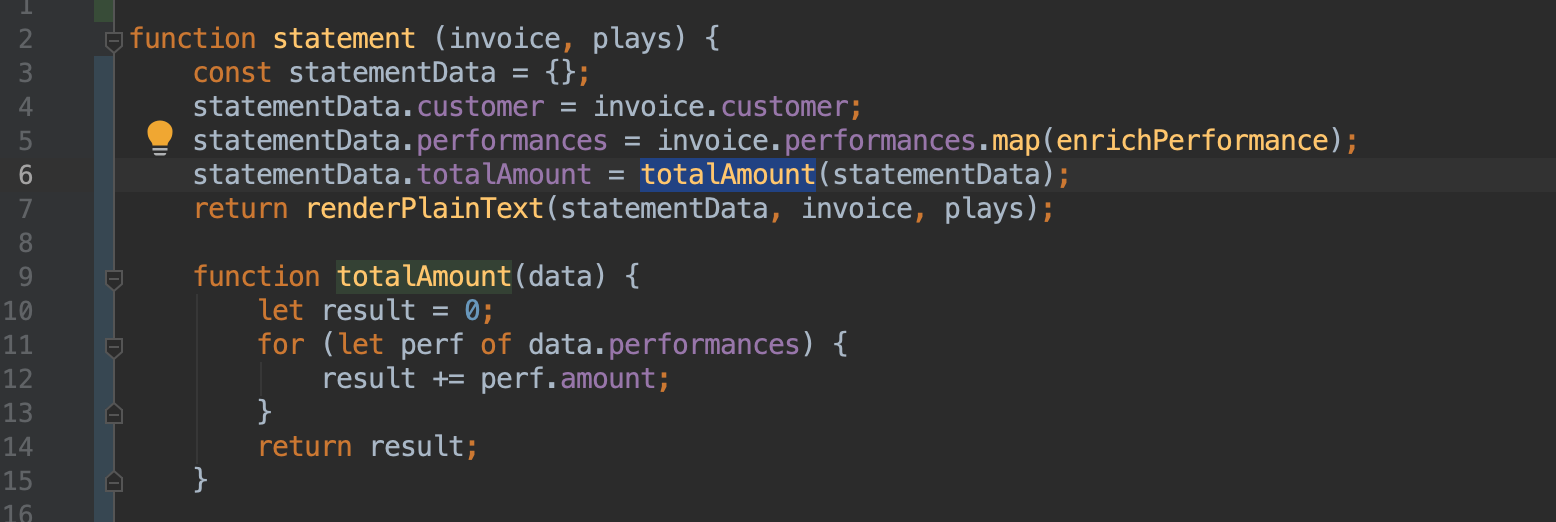 1
2 function statement (invoice, plays) {
3 const statementData = {};
4 statementData.customer = invoice.customer;
5 statementData.performances = invoice.performances.map(enrichPerformance);
6 statementData.totalAmount = totalAmount(statementData);
7 return renderPlainText(statementData, invoice, plays);
8
9 function totalAmount(data) {
10 let result = 0;
11 for (let perf of data.performances) {
12 result += perf.amount;
13 }
14 return result;
15 }
16